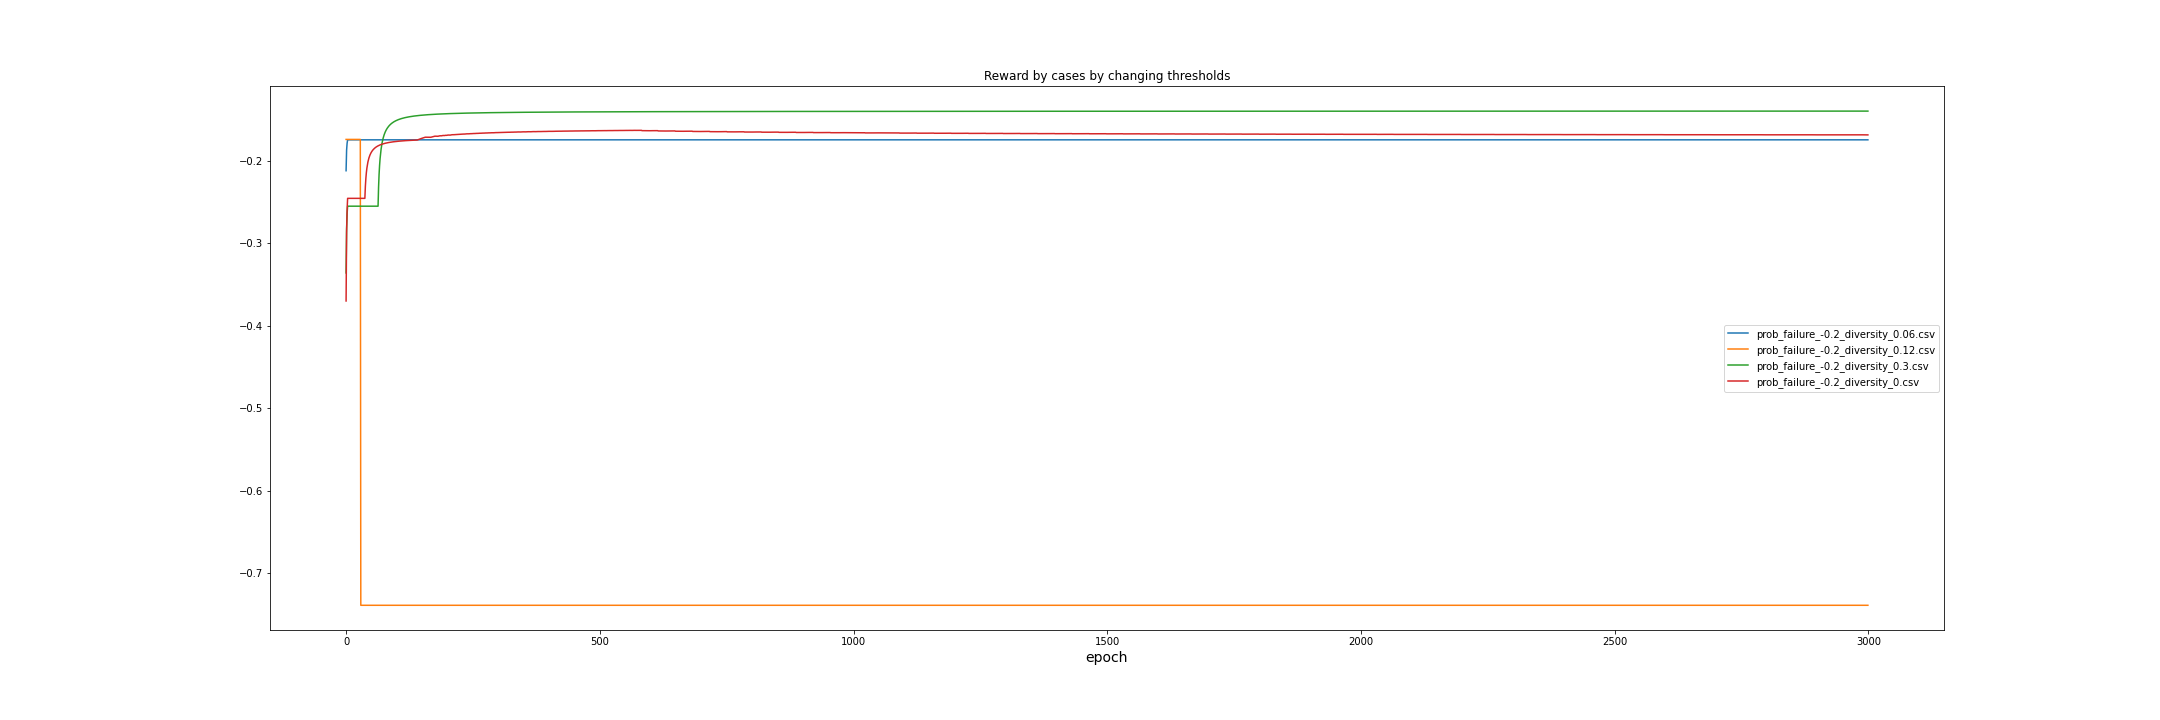 Reward by cases by changing thresholds
−0.2
−0.3
−0.4
−0.5
−0.6
−0.7
prob_failure_-0.2_diversity_0.06.csv
prob_failure_-0.2_diversity_0.12.csv
prob_failure_-0.2_diversity_0.3.csv
prob_failure_-0.2_diversity_0.csv
0 500 1000 1500 2000 2500 3000
epoch